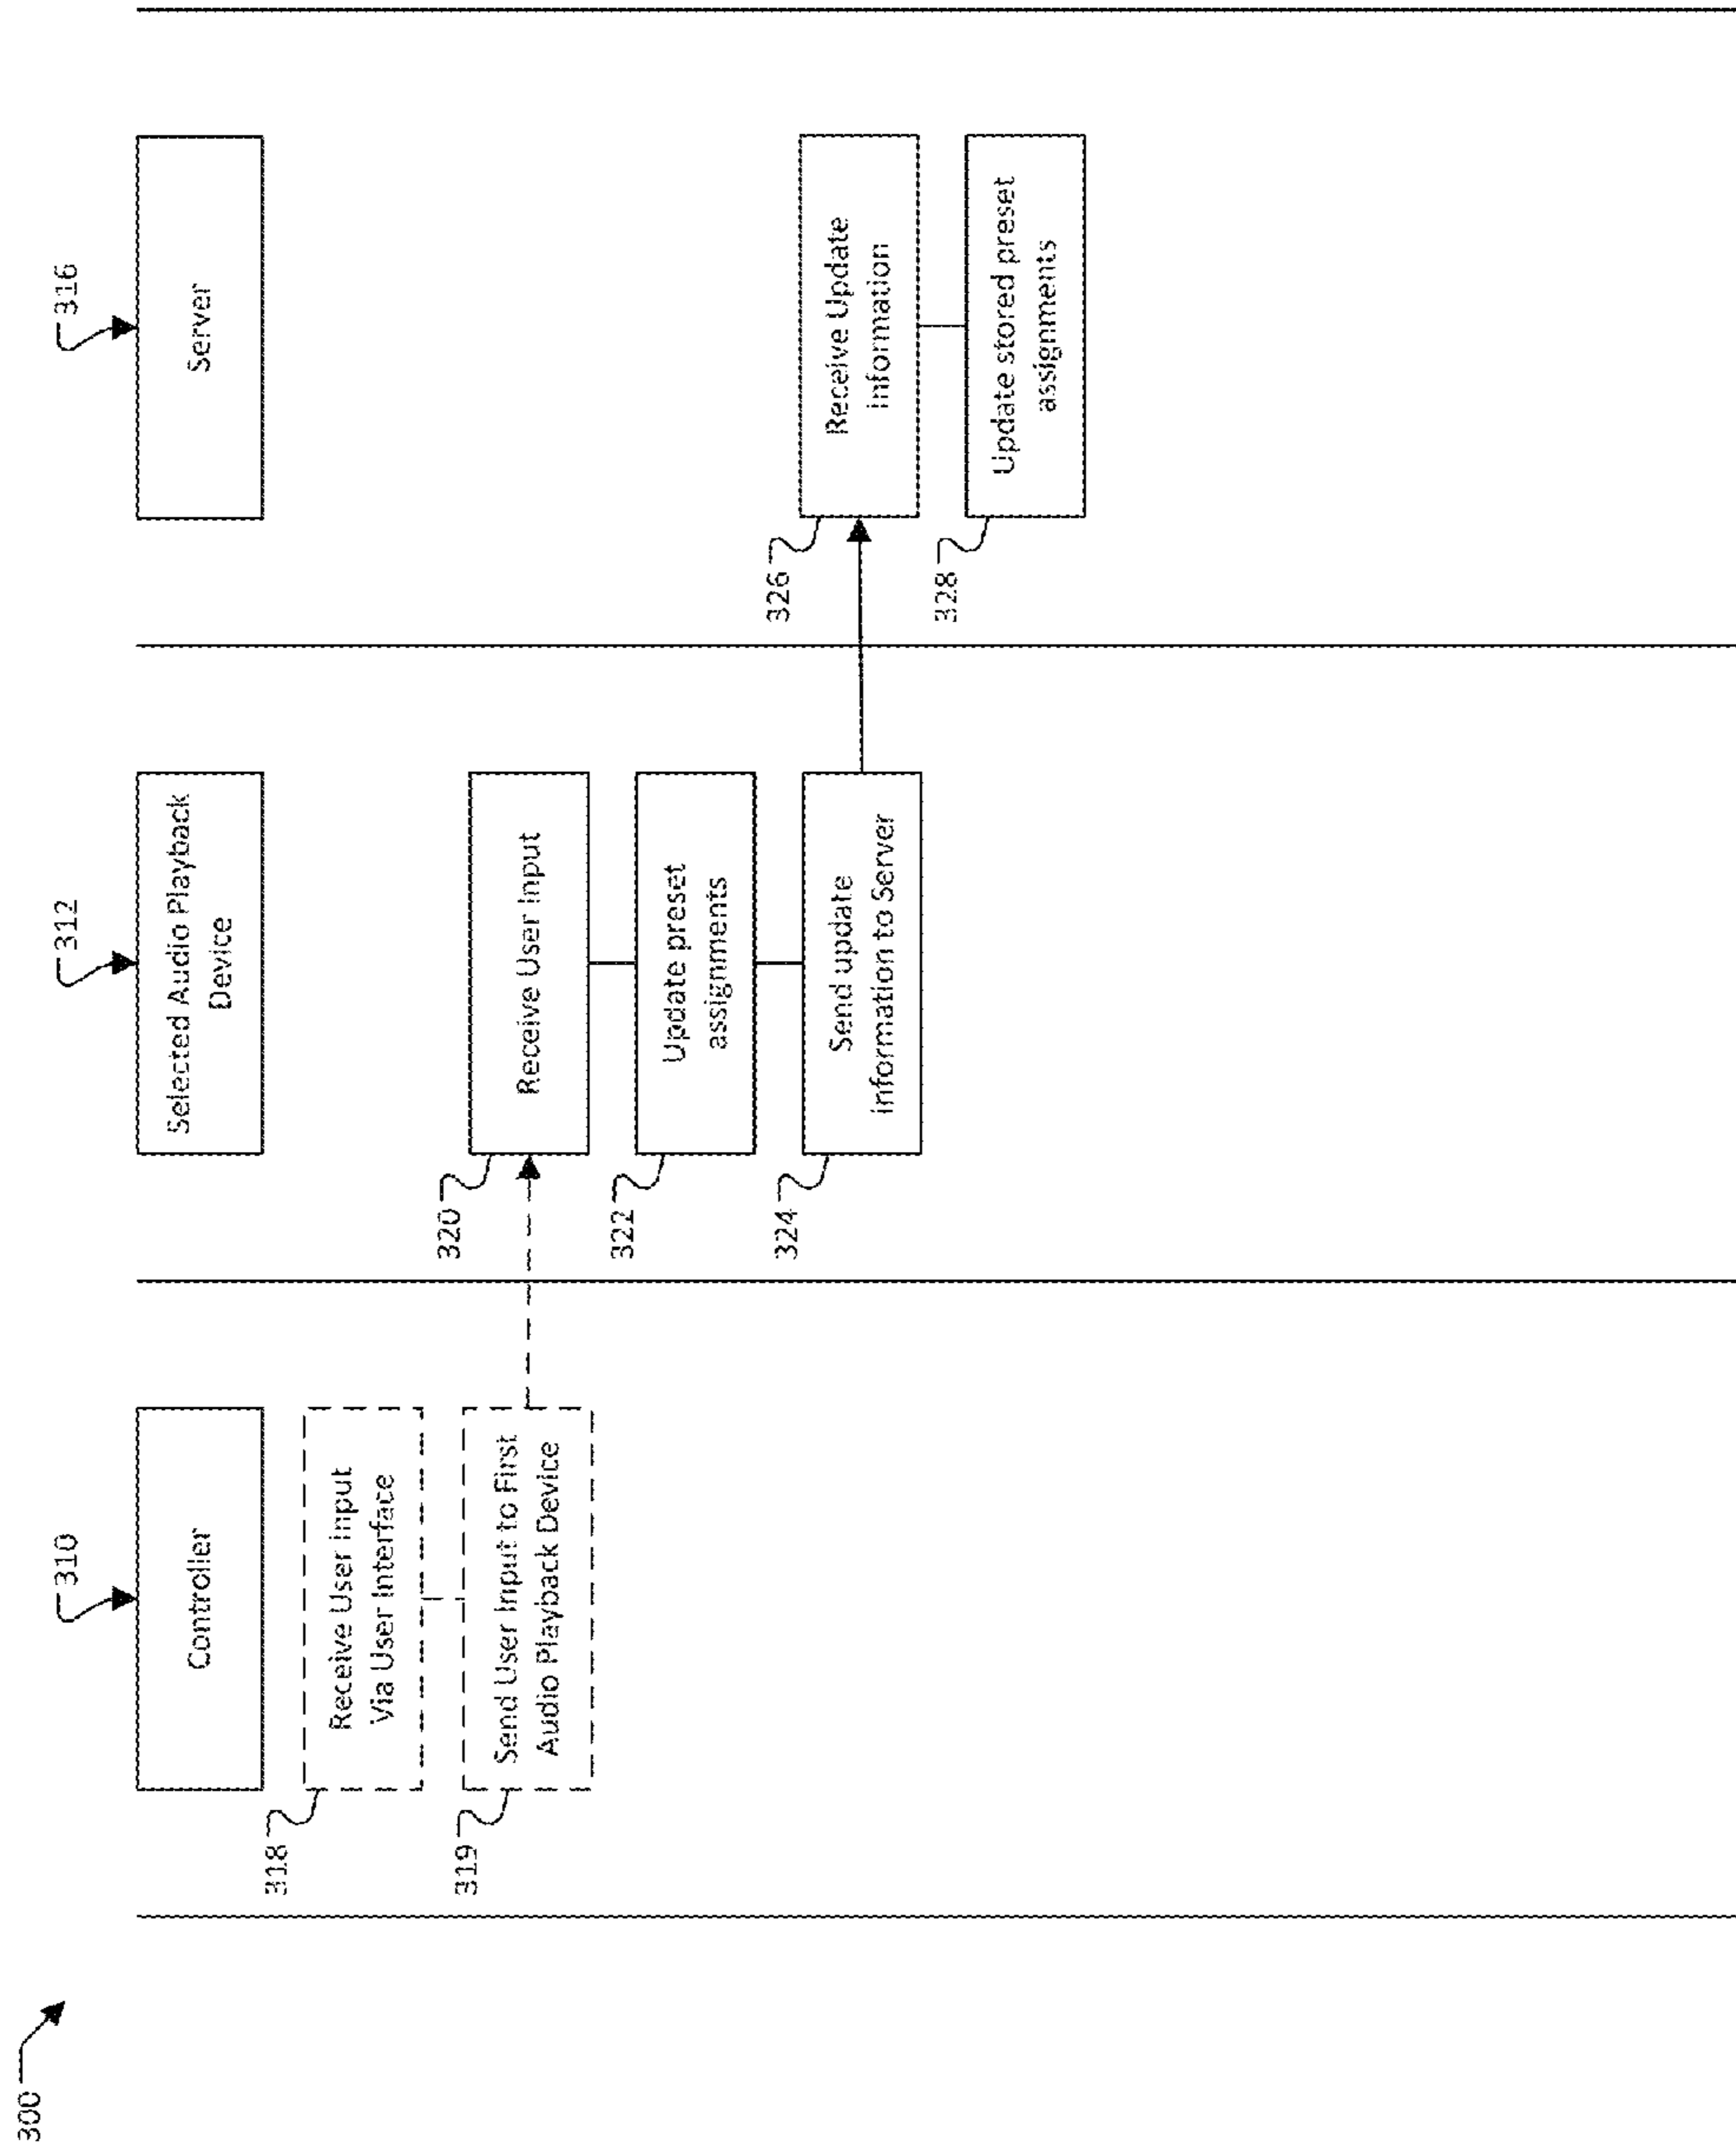 300
310
Controller
318
Receive User input
Via User Interface
319
Send User Input to First
Audio Playback Device
312
Selected Audio Playback
Device
320
Receive User Input
322
Update preset
assignments
324
Send update
information to Server
316
Server
326
Receive Update
information
328
Update stored preset
assignments